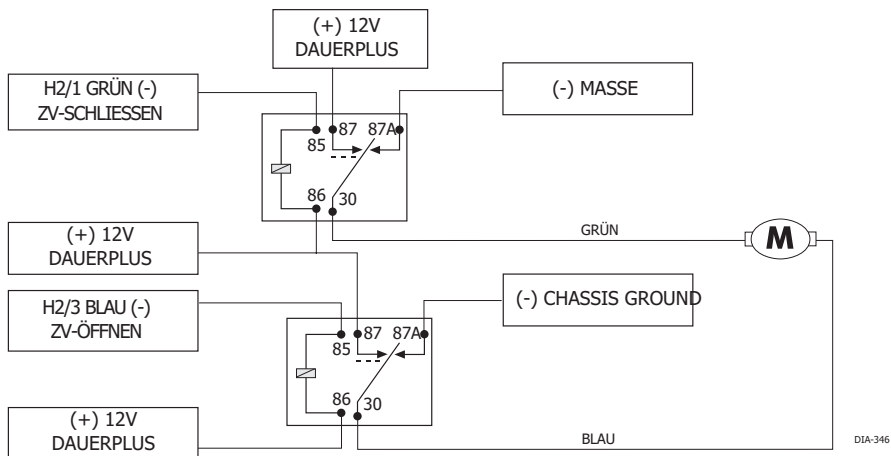 (+) 12V
DAUERPLUS
H2/1 GRÜN (-)
ZV-SCHLIESSEN
(-) MASSE
87 87A
85
86 30
(+) 12V
DAUERPLUS
GRÜN
M
H2/3 BLAU (-)
ZV-ÖFFNEN
(-) CHASSIS GROUND
87 87A
85
86 30
(+) 12V
DAUERPLUS
BLAU
DIA-346